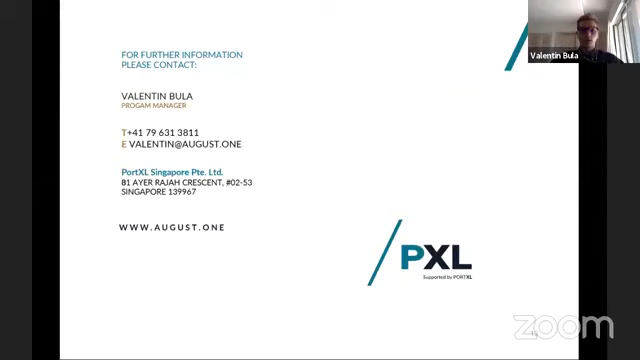 FOR FURTHER INFORMATION
PLEASE CONTACT:
VALENTIN BULA
PROGAM MANAGER
T+41 79 631 3811
E VALENTIN@AUGUST.ONE
PortXL Singapore Pte. Ltd.
81 AYER RAJAH CRESCENT, #02-53
SINGAPORE 139967
WWW.AUGUST.ONE
PXL
Supported by PORTXL
Valentin Bula
zoom